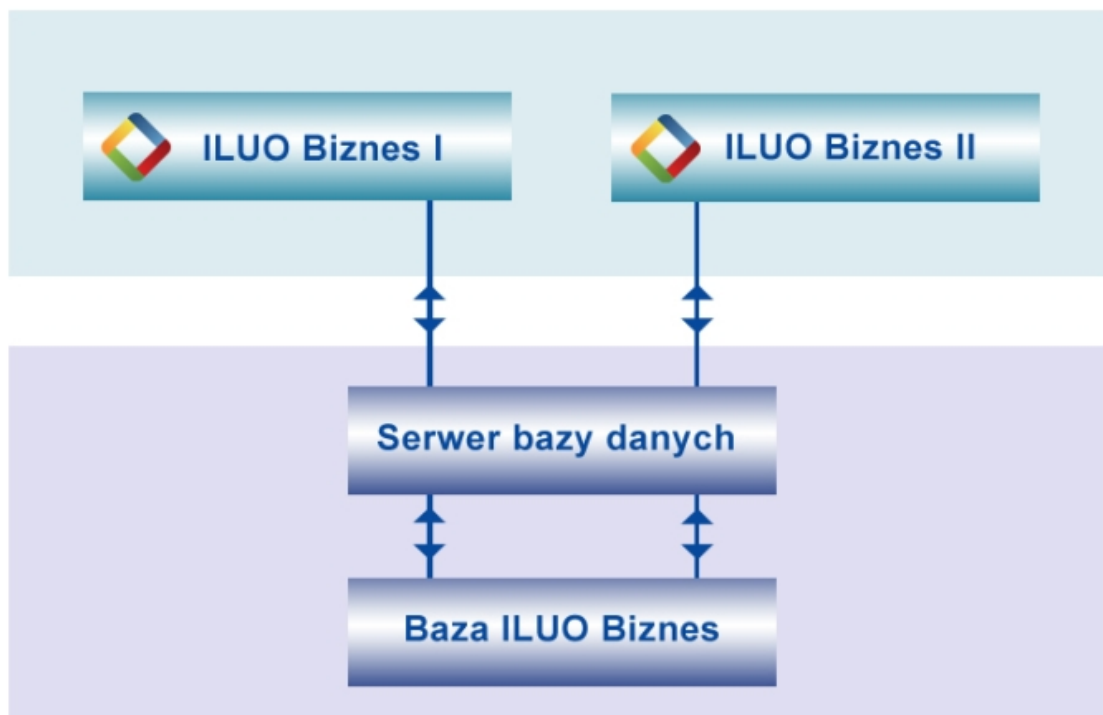 ILUO Biznes I
ILUO Biznes II
Serwer bazy danych
Baza ILUO Biznes